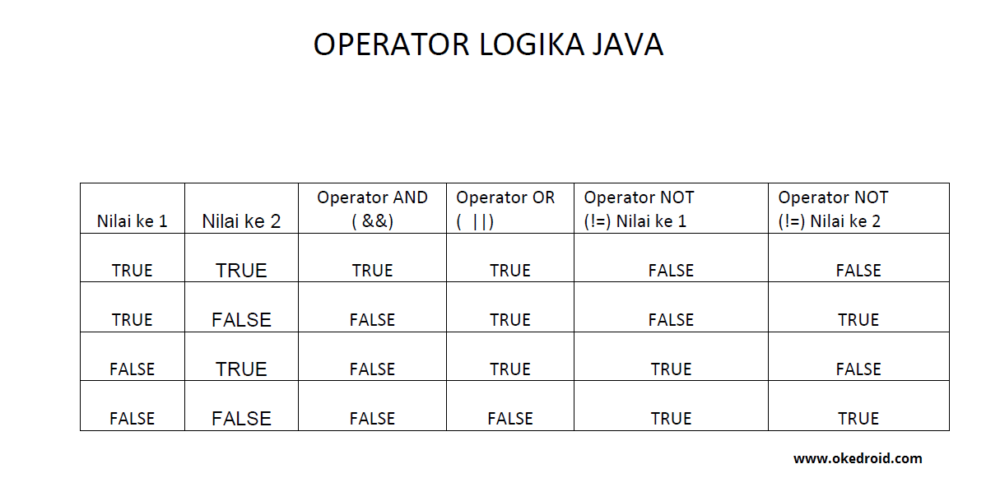 OPERATOR LOGIKA JAVA
Nilai ke 1 Nilai ke 2 Operator AND ( &&) Operator OR ( ||) Operator NOT (!=) Nilai ke 1 Operator NOT (!=) Nilai ke 2
TRUE TRUE TRUE TRUE FALSE FALSE
TRUE FALSE FALSE TRUE FALSE TRUE
FALSE TRUE FALSE TRUE TRUE FALSE
FALSE FALSE FALSE FALSE TRUE TRUE
www.okedroid.com